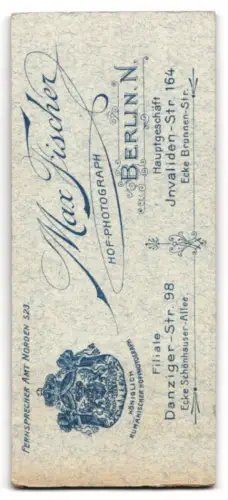 Fernsprecher Amt Norden 523.
Max Fischer
HOF-PHOTOGRAPH
BERLIN. N.
Hauptgeschäft
Jnvaliden-Str. 164
Ecke Brunnen-Str.
Filiale
Danziger-Str. 98.
Ecke Schönhauser-Allee.
KÖNIGLICH
RUMÄNISCHER HOFPHOTOGRAPH